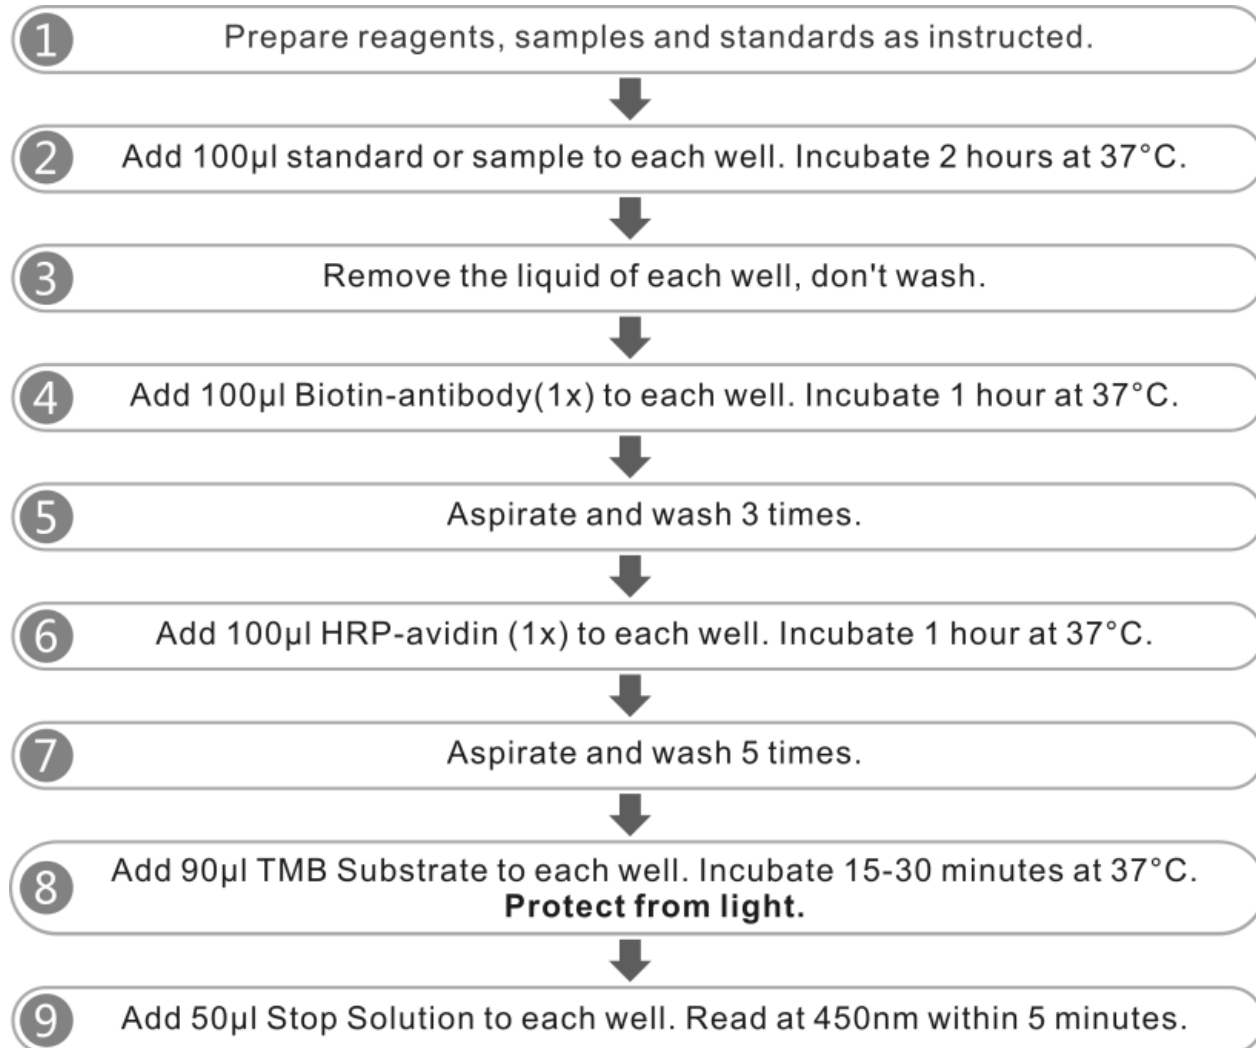 1 Prepare reagents, samples and standards as instructed.
2 Add 100µl standard or sample to each well. Incubate 2 hours at 37°C.
3 Remove the liquid of each well, don't wash.
4 Add 100µl Biotin-antibody(1x) to each well. Incubate 1 hour at 37°C.
5 Aspirate and wash 3 times.
6 Add 100µl HRP-avidin (1x) to each well. Incubate 1 hour at 37°C.
7 Aspirate and wash 5 times.
8 Add 90µl TMB Substrate to each well. Incubate 15-30 minutes at 37°C.
Protect from light.
9 Add 50µl Stop Solution to each well. Read at 450nm within 5 minutes.